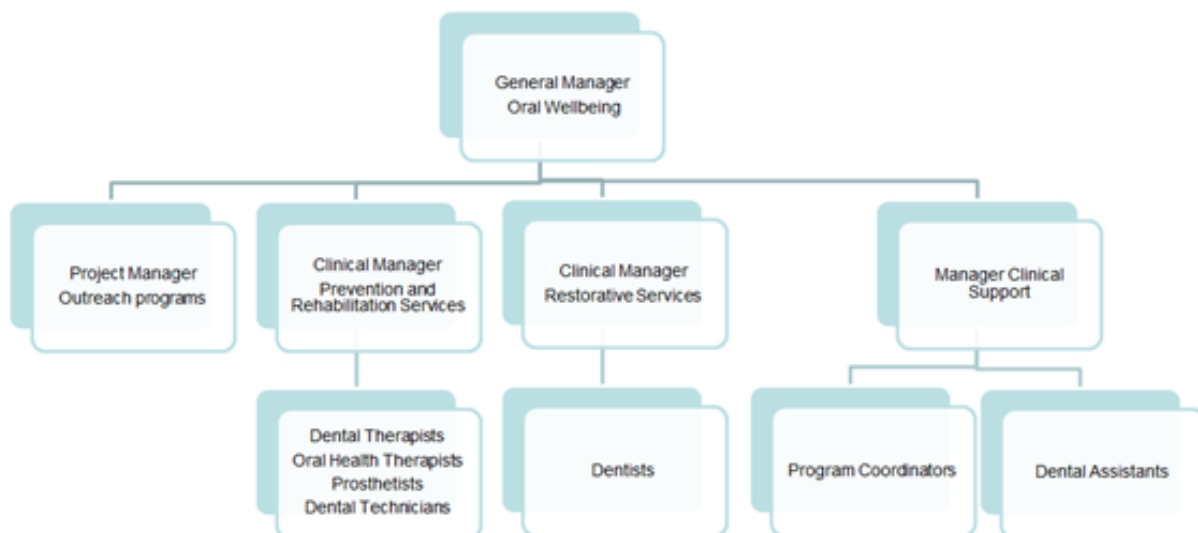 General Manager
Oral Wellbeing
Project Manager
Outreach programs
Clinical Manager
Prevention and
Rehabilitation Services
Clinical Manager
Restorative Services
Manager Clinical
Support
Dental Therapists
Oral Health Therapists
Prosthetists
Dental Technicians
Dentists
Program Coordinators
Dental Assistants